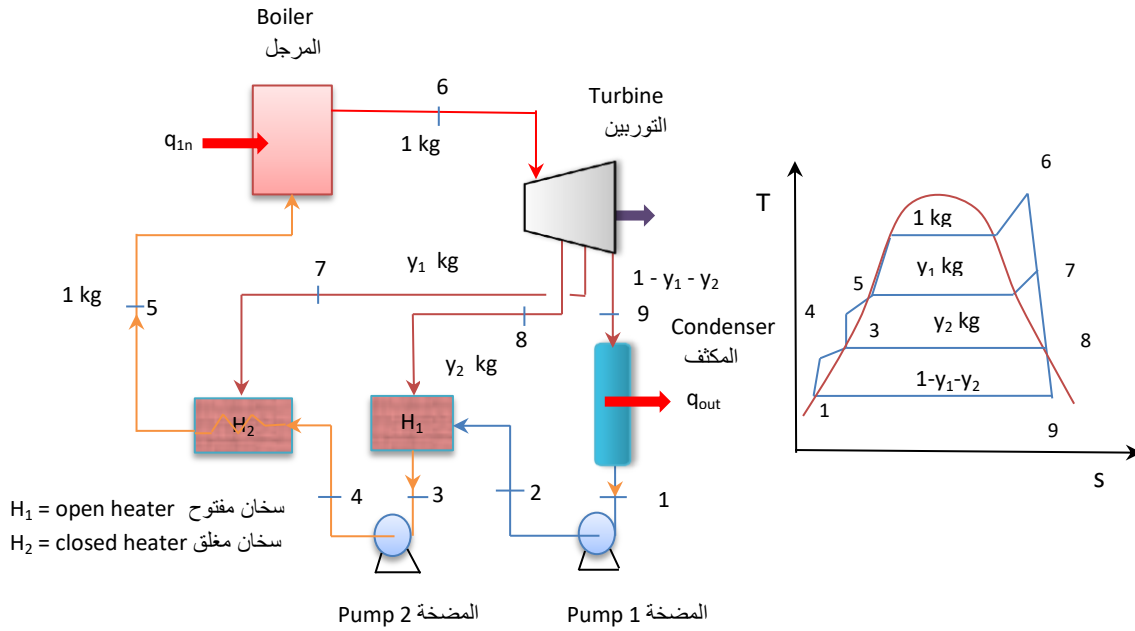 Boiler
المرجل
q1n
6
1 kg
Turbine
التوربين
7
y₁ kg
1 - y₁ - y₂
8
9
Condenser
المكثف
y₂ kg
qout
1 kg
5
H₂
H₁
4
3
2
1
H₁ = open heater سخان مفتوح
H₂ = closed heater سخان مغلق
Pump 2 المضخة
Pump 1 المضخة
T
6
1 kg
y₁ kg
7
5
4
3
y₂ kg
8
1-y₁-y₂
1
9
s